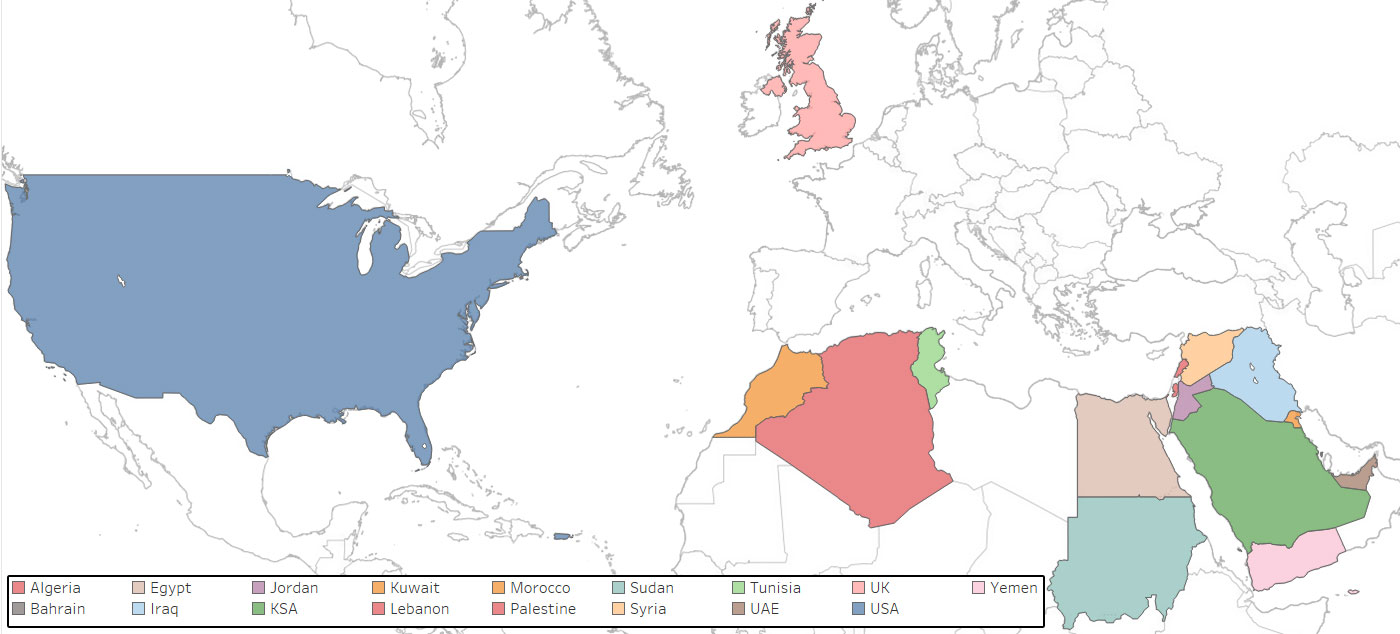 Algeria Egypt Jordan Kuwait Morocco Sudan Tunisia UK Yemen
Bahrain Iraq KSA Lebanon Palestine Syria UAE USA